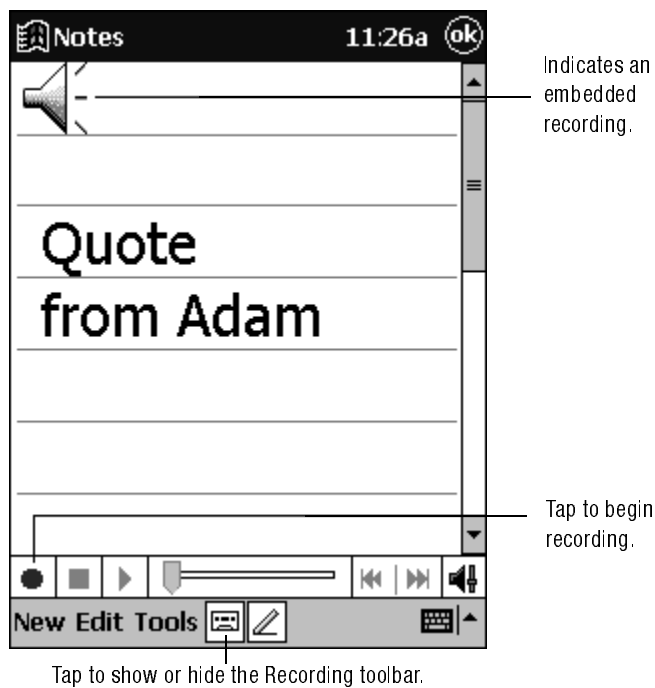 Notes 11:26a ok
Indicates an
embedded
recording.
Quote
from Adam
Tap to begin
recording.
New Edit Tools
Tap to show or hide the Recording toolbar.